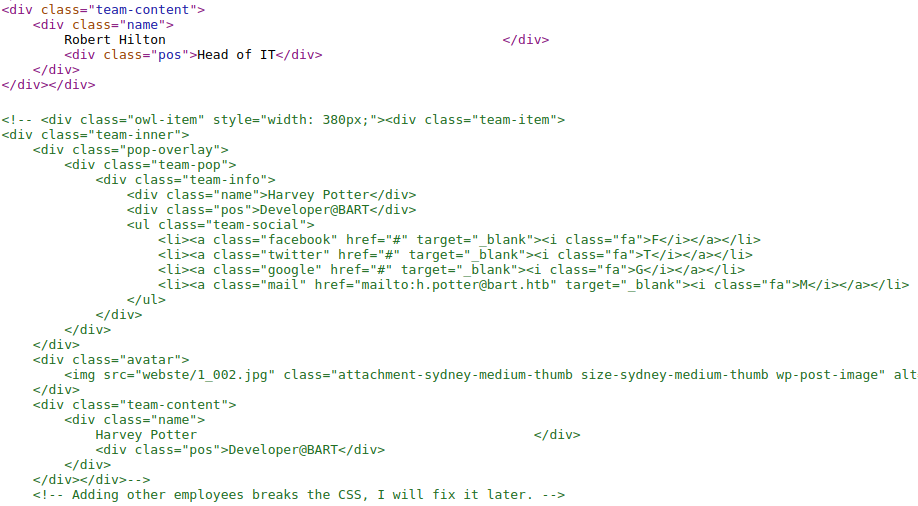 <div class="team-content">
<div class="name">
Robert Hilton </div>
<div class="pos">Head of IT</div>
</div>
</div></div>
<!-- <div class="owl-item" style="width: 380px;"><div class="team-item">
<div class="team-inner">
<div class="pop-overlay">
<div class="team-pop">
<div class="team-info">
<div class="name">Harvey Potter</div>
<div class="pos">Developer@BART</div>
<ul class="team-social">
<li><a class="facebook" href="#" target="_blank"><i class="fa">F</i></a></li>
<li><a class="twitter" href="#" target="_blank"><i class="fa">T</i></a></li>
<li><a class="google" href="#" target="_blank"><i class="fa">G</i></a></li>
<li><a class="mail" href="mailto:h.potter@bart.htb" target="_blank"><i class="fa">M</i></a></li>
</ul>
</div>
</div>
</div>
<div class="avatar">
<img src="webste/1_002.jpg" class="attachment-sydney-medium-thumb size-sydney-medium-thumb wp-post-image" alt
</div>
<div class="team-content">
<div class="name">
Harvey Potter </div>
<div class="pos">Developer@BART</div>
</div>
</div></div>-->
<!-- Adding other employees breaks the CSS, I will fix it later. -->